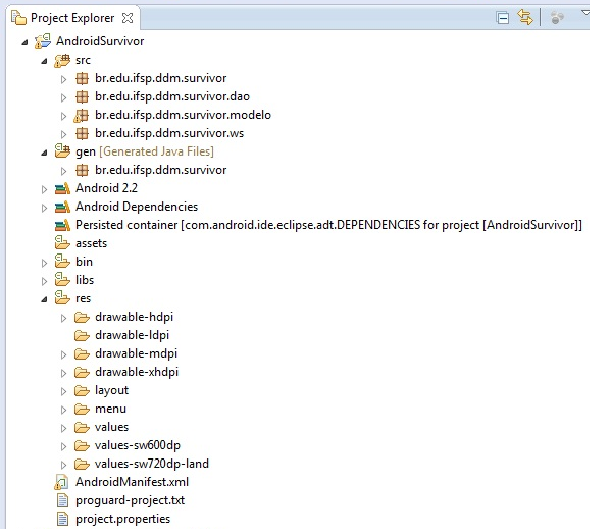 Project Explorer
AndroidSurvivor
src
br.edu.ifsp.ddm.survivor
br.edu.ifsp.ddm.survivor.dao
br.edu.ifsp.ddm.survivor.modelo
br.edu.ifsp.ddm.survivor.ws
gen [Generated Java Files]
br.edu.ifsp.ddm.survivor
Android 2.2
Android Dependencies
Persisted container [com.android.ide.eclipse.adt.DEPENDENCIES for project [AndroidSurvivor]]
assets
bin
libs
res
drawable-hdpi
drawable-ldpi
drawable-mdpi
drawable-xhdpi
layout
menu
values
values-sw600dp
values-sw720dp-land
AndroidManifest.xml
proguard-project.txt
project.properties